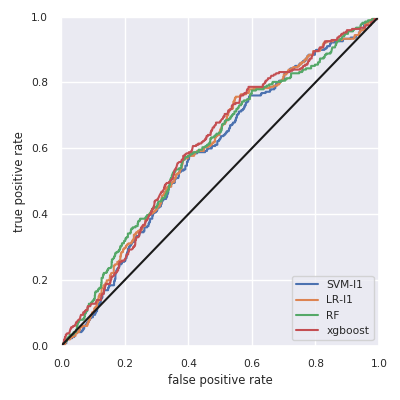 1.0
0.8
0.6
0.4
0.2
0.0
true positive rate
0.0 0.2 0.4 0.6 0.8 1.0
false positive rate
SVM-l1
LR-l1
RF
xgboost